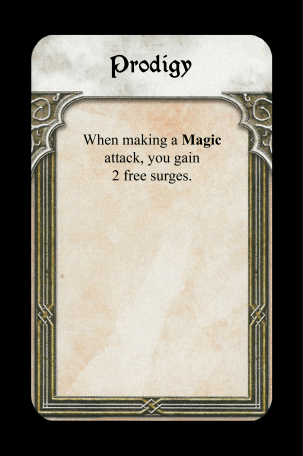 Prodigy
When making a Magic
attack, you gain
2 free surges.